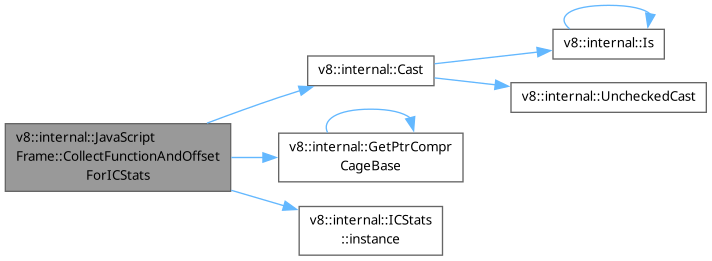 v8::internal::JavaScript
Frame::CollectFunctionAndOffset
ForICStats
v8::internal::Cast
v8::internal::Is
v8::internal::UncheckedCast
v8::internal::GetPtrCompr
CageBase
v8::internal::ICStats
::instance